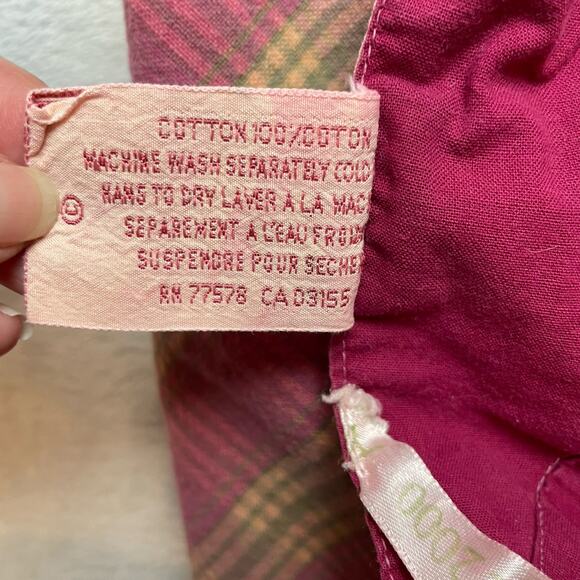 COTTON 100% COTON
MACHINE WASH SEPARATELY COLD
HANG TO DRY LAVER À LA MAC
SEPAREMENT À L'EAU FROID
SUSPENDRE POUR SECHE
RN 77578 CA 03155